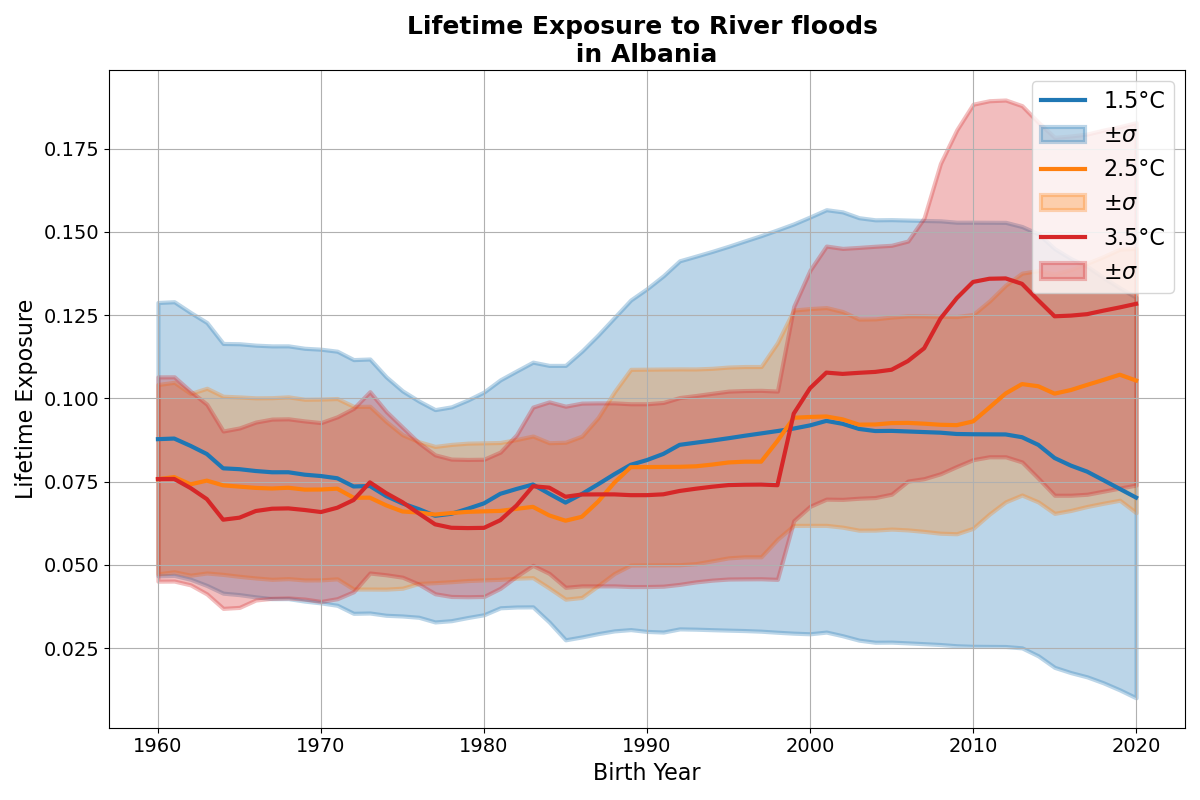 Lifetime Exposure to River floods
in Albania
Lifetime Exposure
0.175
0.150
0.125
0.100
0.075
0.050
0.025
1960
1970
1980
1990
2000
2010
2020
Birth Year
1.5°C
±σ
2.5°C
±σ
3.5°C
±σ